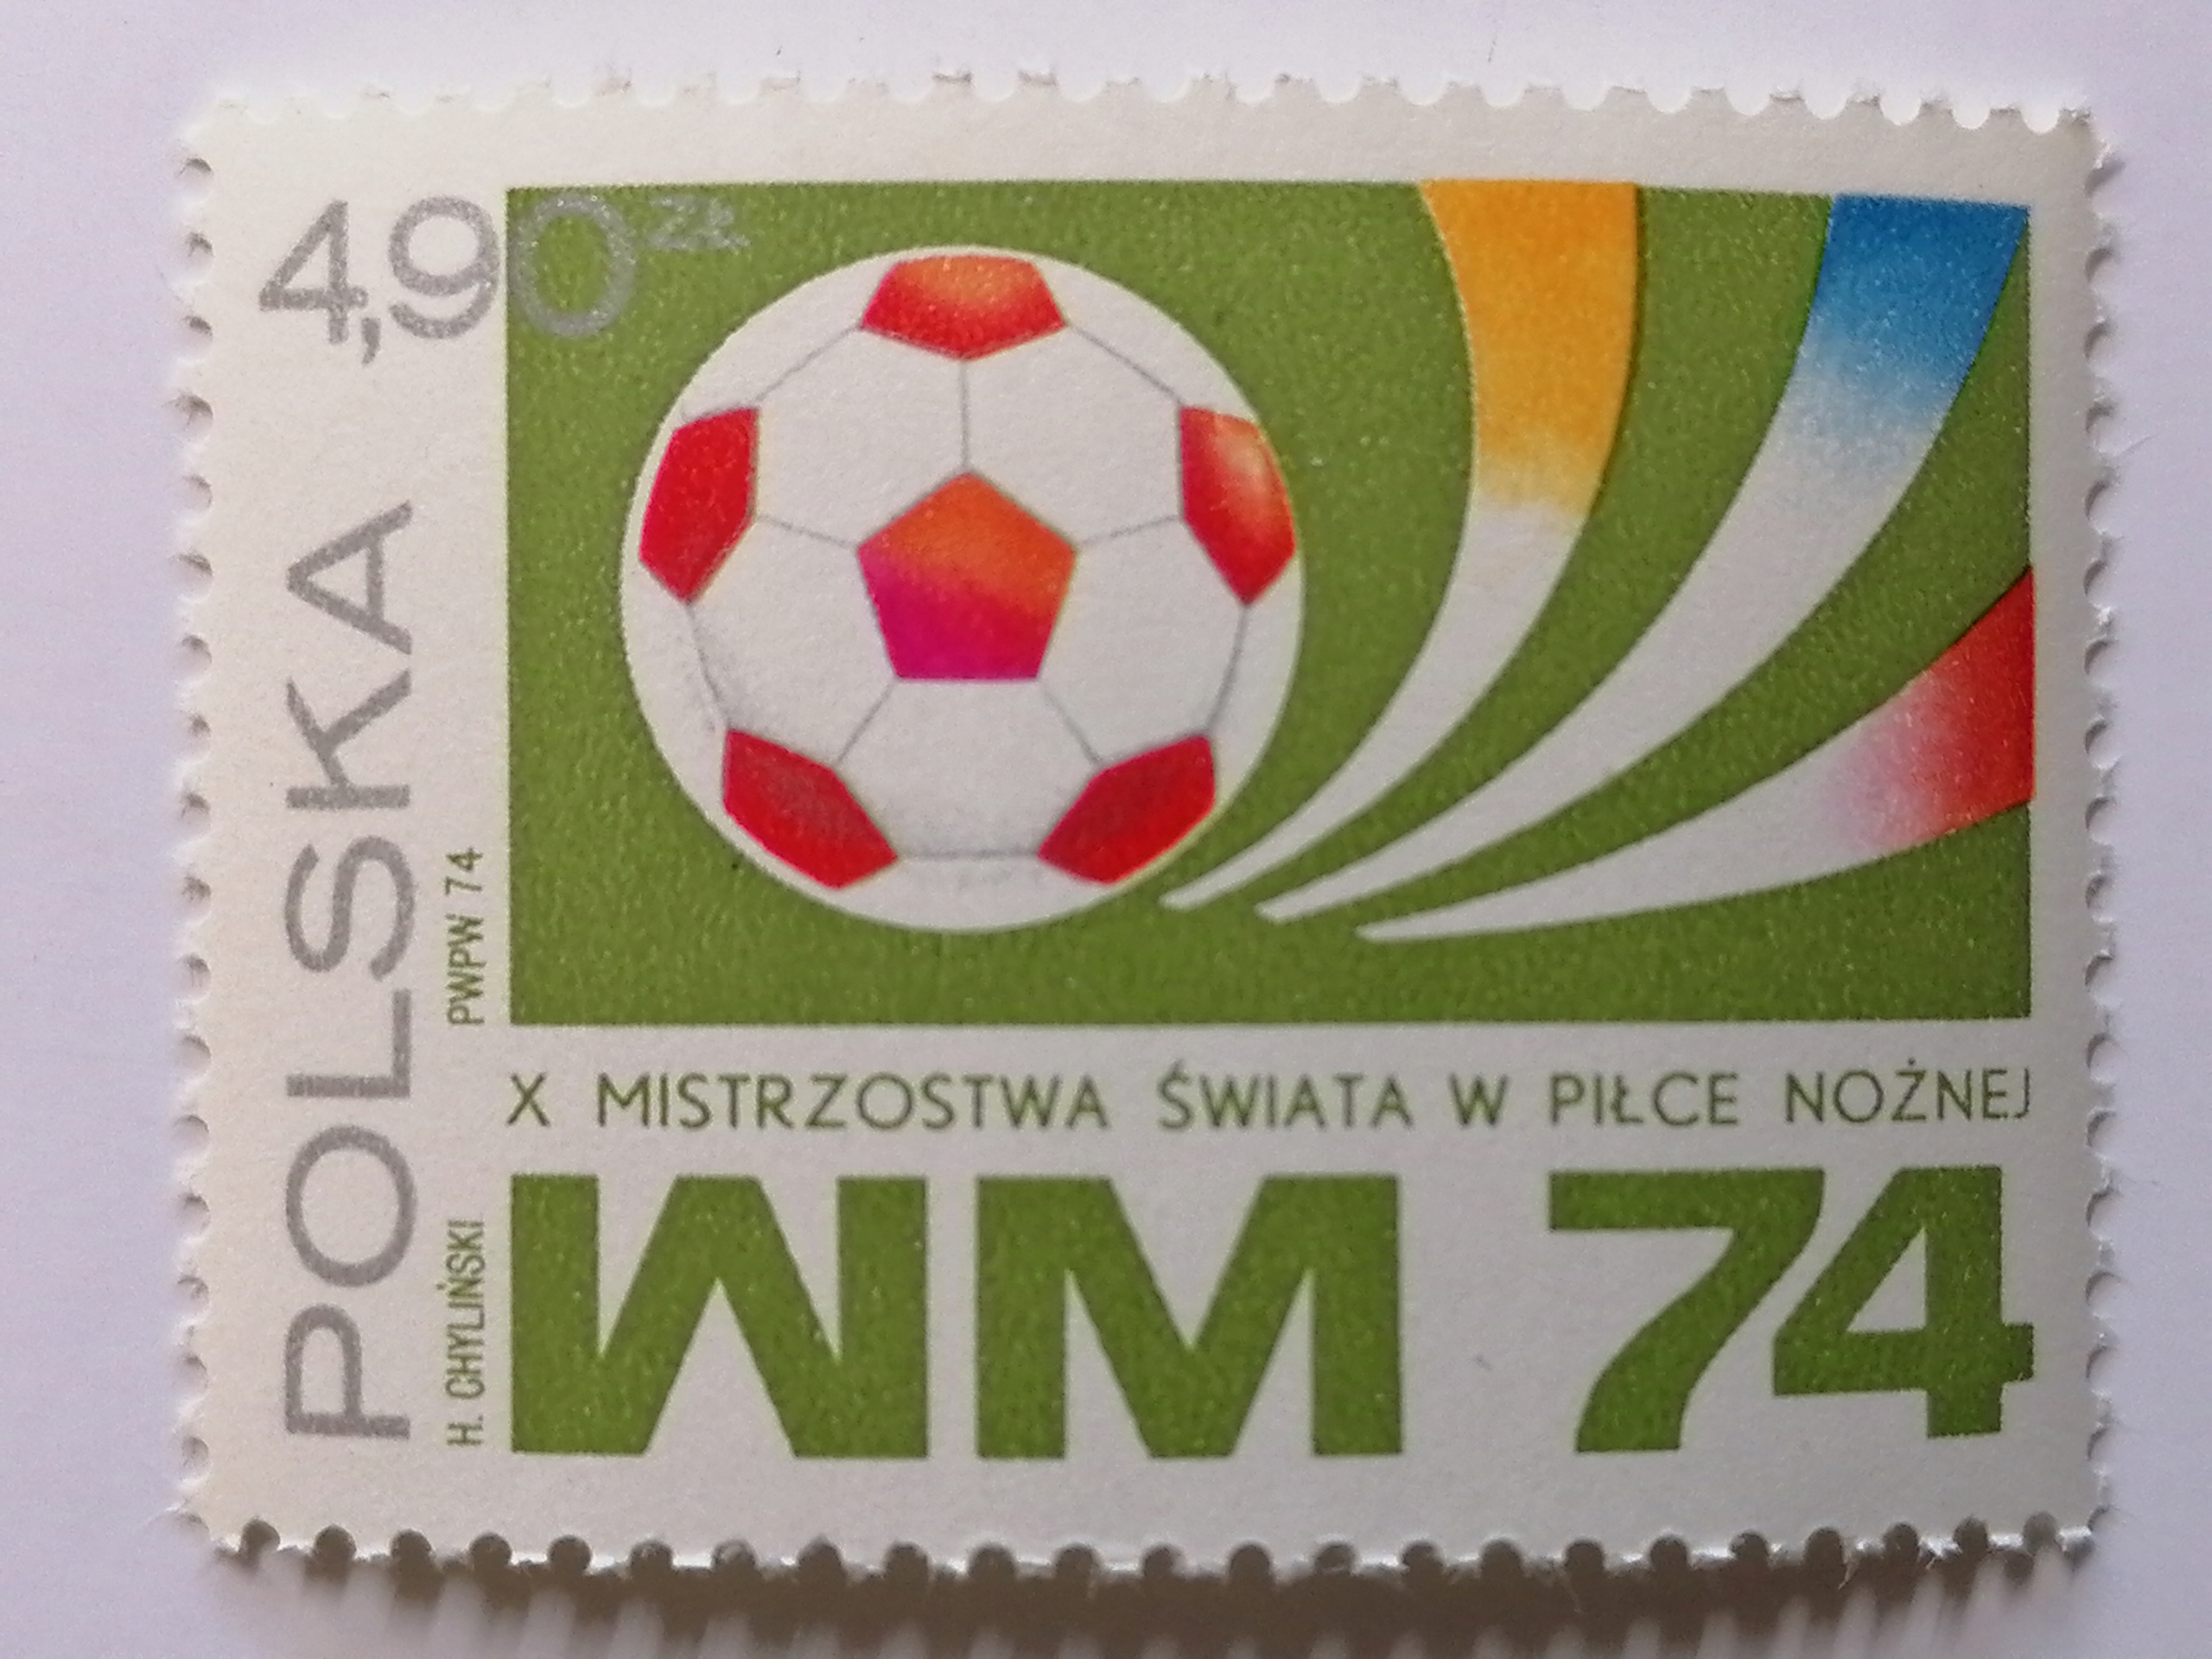 4,90 ZŁ
POLSKA
PWPW 74
H. CHYLIŃSKI
X MISTRZOSTWA ŚWIATA W PIŁCE NOŻNEJ
WM 74